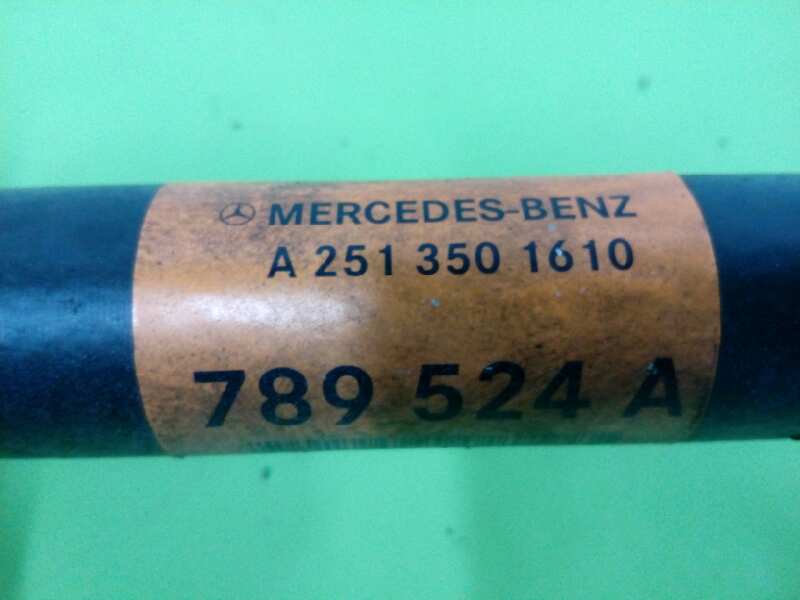 MERCEDES-BENZ
A 251 350 1610
789 524 A